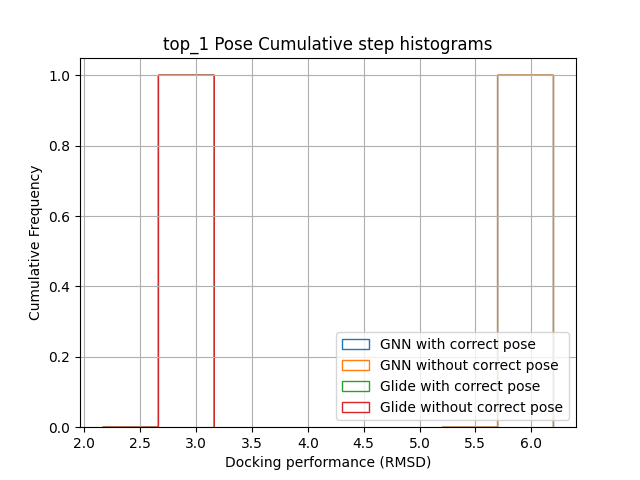 top_1 Pose Cumulative step histograms
1.0
0.8
0.6
0.4
0.2
0.0
Cumulative Frequency
GNN with correct pose
GNN without correct pose
Glide with correct pose
Glide without correct pose
2.0 2.5 3.0 3.5 4.0 4.5 5.0 5.5 6.0
Docking performance (RMSD)